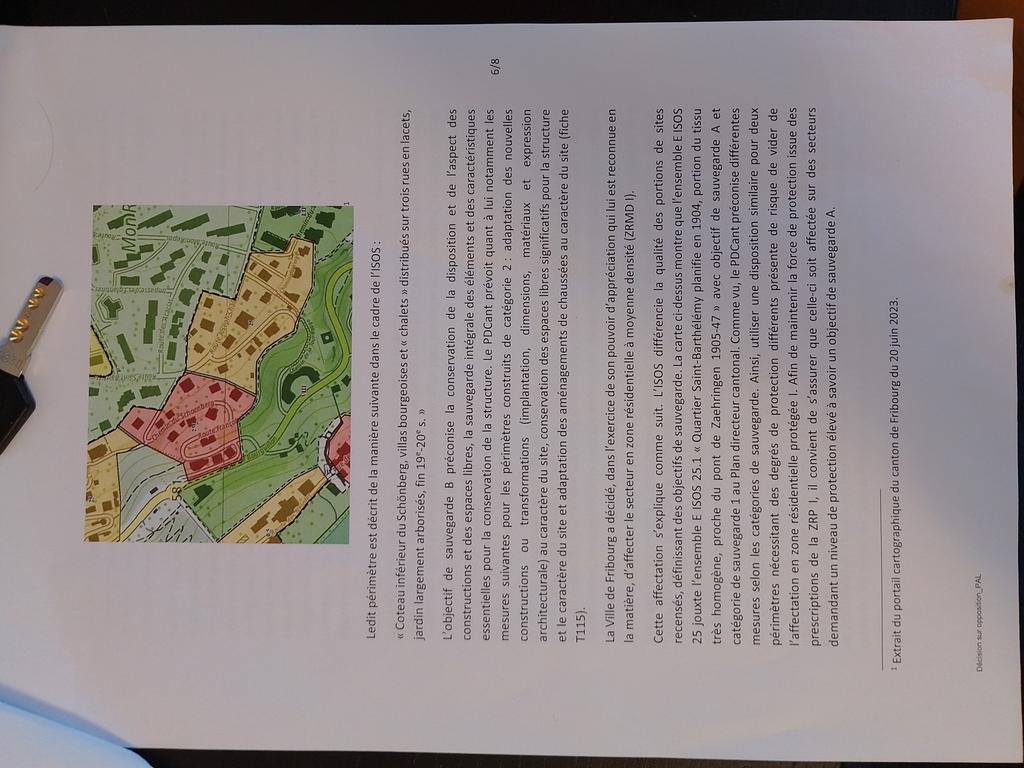 Ledit périmètre est décrit de la manière suivante dans le cadre de l'ISOS :
« Coteau inférieur du Schönberg, villas bourgeoises et « chalets » distribués sur trois rues en lacets,
jardin largement arborisés, fin 19e-20e s. »
L'objectif de sauvegarde B préconise la conservation de la disposition et de l'aspect des
constructions et des espaces libres, la sauvegarde intégrale des éléments et des caractéristiques
essentielles pour la conservation de la structure. Le PDCant prévoit quant à lui notamment les
mesures suivantes pour les périmètres construits de catégorie 2 : adaptation des nouvelles
constructions ou transformations (implantation, dimensions, matériaux et expression
architecturale) au caractère du site, conservation des espaces libres significatifs pour la structure
et le caractère du site et adaptation des aménagements de chaussées au caractère du site (fiche
T115).
La Ville de Fribourg a décidé, dans l'exercice de son pouvoir d'appréciation qui lui est reconnue en
la matière, d'affecter le secteur en zone résidentielle à moyenne densité (ZRMD I).
Cette affectation s'explique comme suit. L'ISOS différencie la qualité des portions de sites
recensés, définissant des objectifs de sauvegarde. La carte ci-dessus montre que l'ensemble E ISOS
25 jouxte l'ensemble E ISOS 25.1 « Quartier Saint-Barthélemy planifie en 1904, portion du tissu
très homogène, proche du pont de Zaehringen 1905-47 » avec objectif de sauvegarde A et
catégorie de sauvegarde 1 au Plan directeur cantonal. Comme vu, le PDCant préconise différentes
mesures selon les catégories de sauvegarde. Ainsi, utiliser une disposition similaire pour deux
périmètres nécessitant des degrés de protection différents présente de risque de vider de
l'affectation en zone résidentielle protégée I. Afin de maintenir la force de protection issue des
prescriptions de la ZRP I, il convient de s'assurer que celle-ci soit affectée sur des secteurs
demandant un niveau de protection élevé à savoir un objectif de sauvegarde A.
1 Extrait du portail cartographique du canton de Fribourg du 20 juin 2023.
Décision sur opposition_PAL
6/8